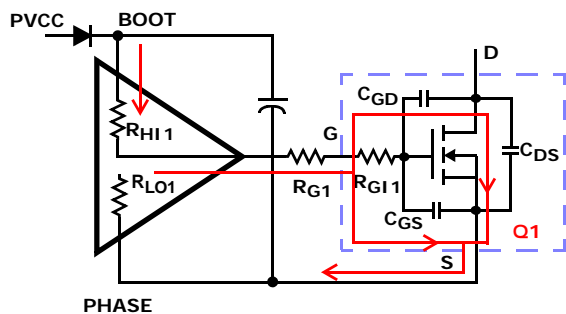 PVCC
BOOT
D
CGD
G
RHI1
CDS
RLO1
RG1
RGI1
CGS
Q1
S
PHASE